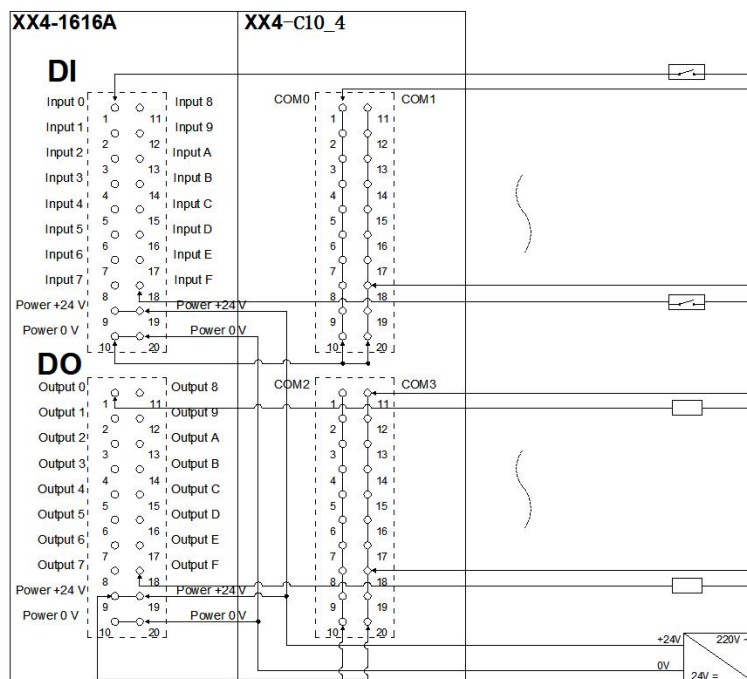 XX4-1616A
XX4-C10_4
DI
Input 0
Input 8
1
11
Input 1
Input 9
2
12
Input 2
Input A
3
13
Input 3
Input B
4
14
Input 4
Input C
5
15
Input 5
Input D
6
16
Input 6
Input E
7
17
Input 7
Input F
8
18
Power +24 V
Power +24 V
9
19
Power 0 V
Power 0 V
10
20
COM0
COM1
1
11
2
12
3
13
4
14
5
15
6
16
7
17
8
18
9
19
10
20
DO
Output 0
Output 8
1
11
Output 1
Output 9
2
12
Output 2
Output A
3
13
Output 3
Output B
4
14
Output 4
Output C
5
15
Output 5
Output D
6
16
Output 6
Output E
7
17
Output 7
Output F
8
18
Power +24 V
Power +24 V
9
19
Power 0 V
Power 0 V
10
20
COM2
COM3
1
11
2
12
3
13
4
14
5
15
6
16
7
17
8
18
9
19
10
20
+24V
220V ~
0V
24V =